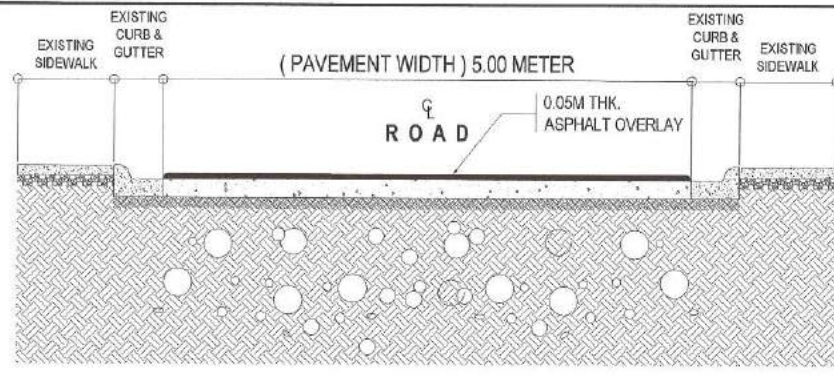 EXISTING
SIDEWALK
EXISTING
CURB &
GUTTER
( PAVEMENT WIDTH ) 5.00 METER
EXISTING
CURB &
GUTTER
EXISTING
SIDEWALK
℄
ROAD
0.05M THK.
ASPHALT OVERLAY